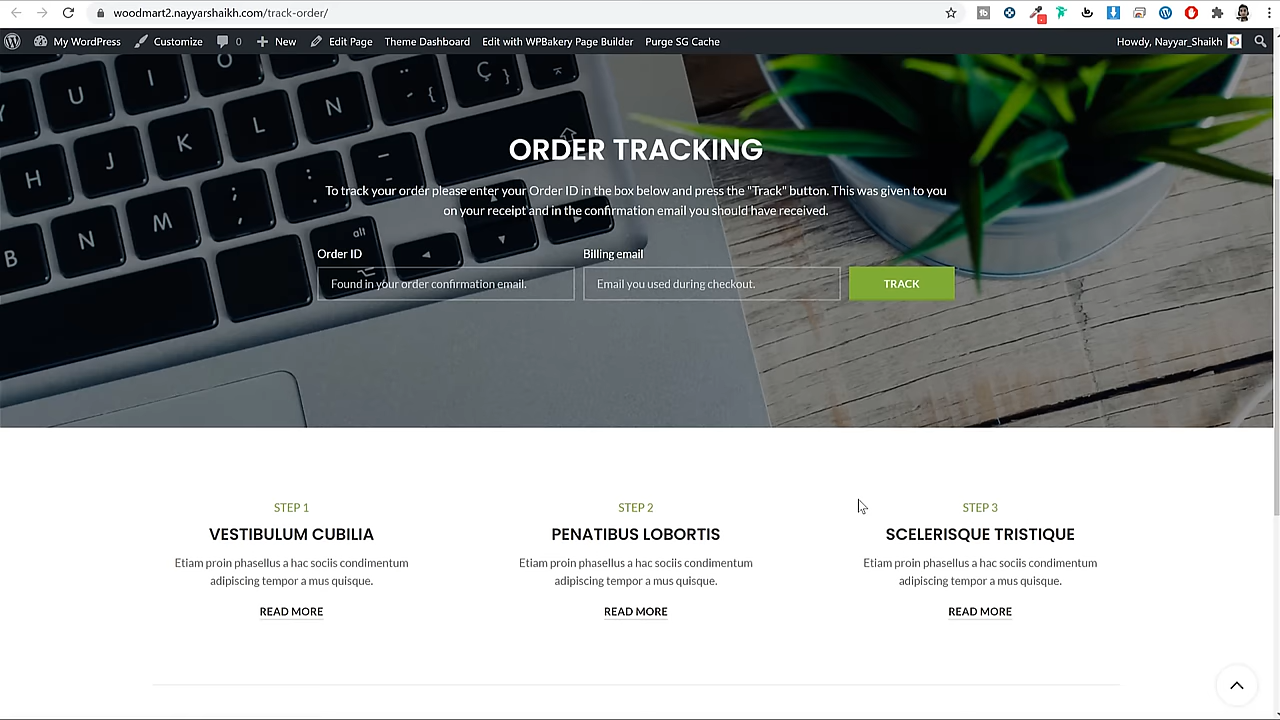 woodmart2.nayyarshaikh.com/track-order/
My WordPress Customize 0 New Edit Page Theme Dashboard Edit with WPBakery Page Builder Purge SG Cache Howdy, Nayyar_Shaikh
ORDER TRACKING
To track your order please enter your Order ID in the box below and press the "Track" button. This was given to you
on your receipt and in the confirmation email you should have received.
Order ID Billing email
Found in your order confirmation email. Email you used during checkout. TRACK
STEP 1 STEP 2 STEP 3
VESTIBULUM CUBILIA PENATIBUS LOBORTIS SCELERISQUE TRISTIQUE
Etiam proin phasellus a hac sociis condimentum Etiam proin phasellus a hac sociis condimentum Etiam proin phasellus a hac sociis condimentum
adipiscing tempor a mus quisque. adipiscing tempor a mus quisque. adipiscing tempor a mus quisque.
READ MORE READ MORE READ MORE